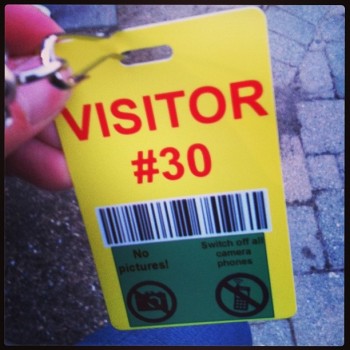 VISITOR
#30
No
pictures!
Switch off all
camera
phones